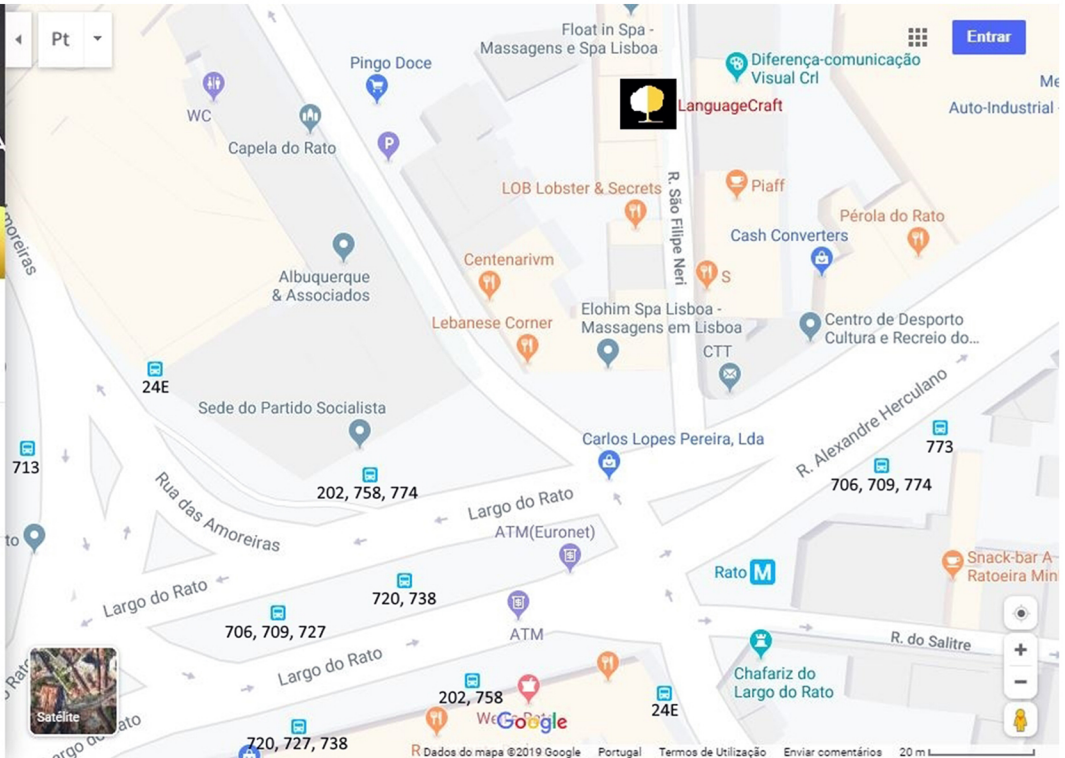 Pt
Float in Spa -
Massagens e Spa Lisboa
Entrar
Pingo Doce
Diferença-comunicação
Visual Crl
WC
LanguageCraft
Auto-Industrial
Capela do Rato
P
LOB Lobster & Secrets
R. São Filipe Neri
Piaff
Pérola do Rato
Cash Converters
Centenarivm
Albuquerque
& Associados
S
Elohim Spa Lisboa -
Massagens em Lisboa
Lebanese Corner
Centro de Desporto
Cultura e Recreio do...
CTT
24E
R. Alexandre Herculano
Sede do Partido Socialista
Carlos Lopes Pereira, Lda
773
713
706, 709, 774
202, 758, 774
Rua das Amoreiras
Largo do Rato
ATM(Euronet)
Snack-bar A
Ratoeira
Rato M
720, 738
Largo do Rato
706, 709, 727
ATM
R. do Salitre
Largo do Rato
Chafariz do
Largo do Rato
202, 758
24E
Satélite
Google
720, 727, 738
Dados do mapa ©2019 Google
Portugal
Termos de Utilização
Enviar comentários
20 m